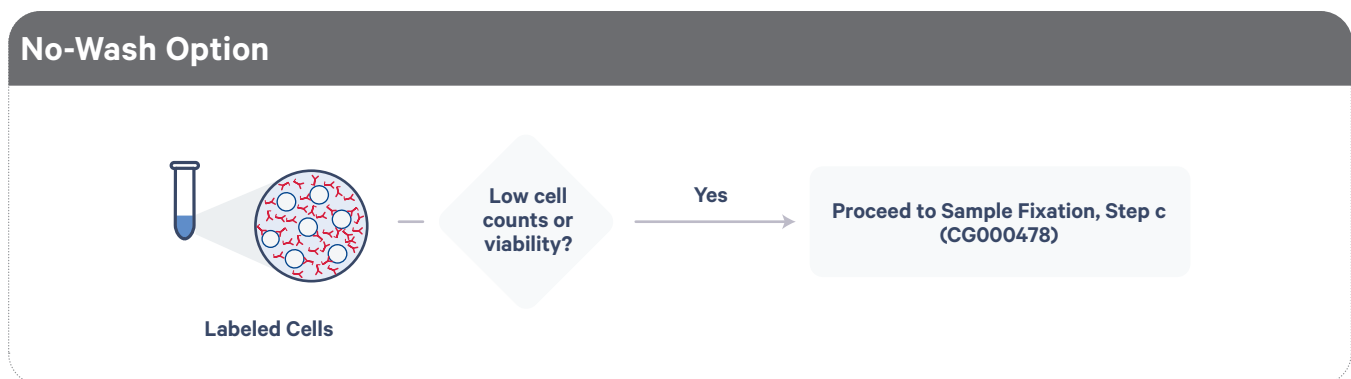 No-Wash Option
Low cell
counts or
viability?
Yes
Proceed to Sample Fixation, Step c
(CG000478)
Labeled Cells